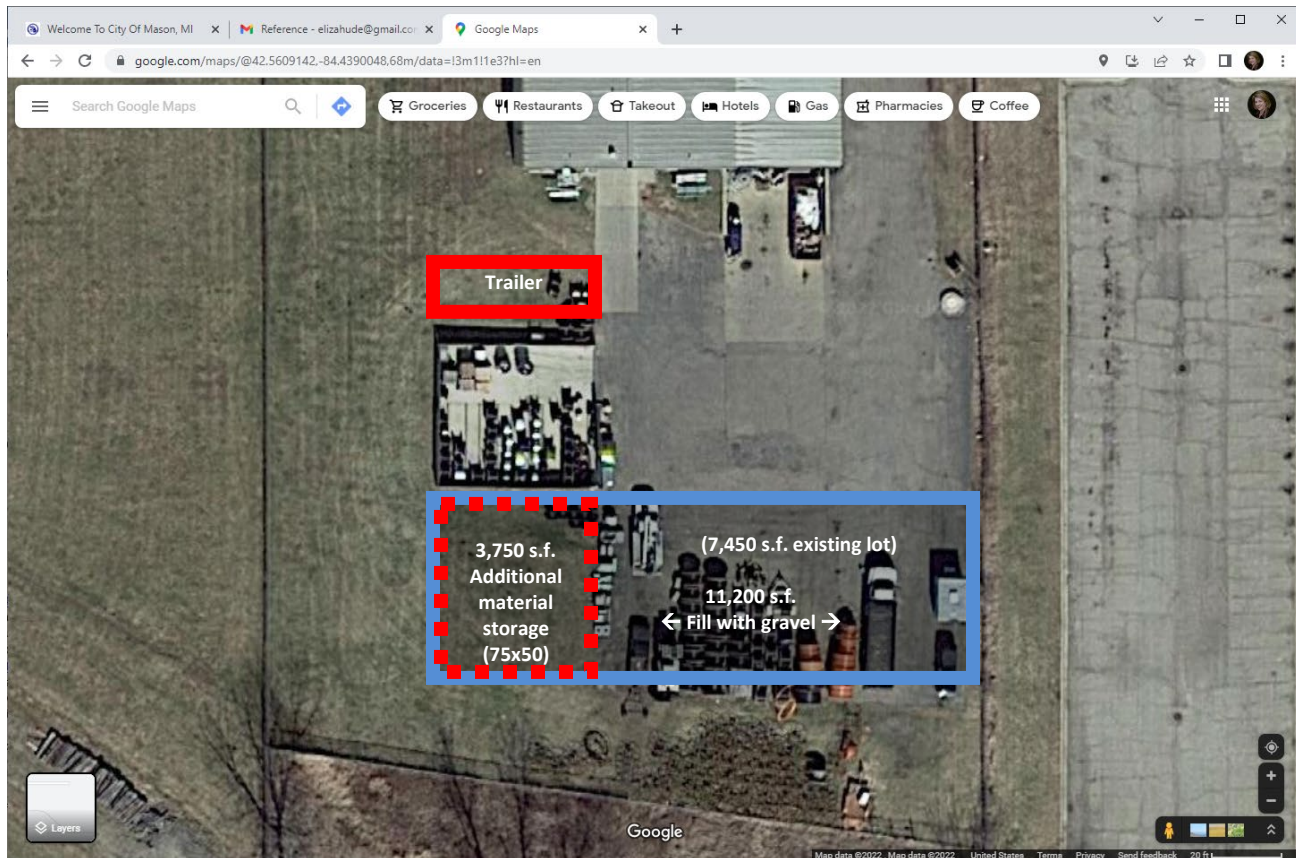 Welcome To City Of Mason, MI
Reference - elizahude@gmail.co
Google Maps
google.com/maps/@42.5609142,-84.4390048,68m/data=!3m1!1e3?hl=en
Search Google Maps
Groceries
Restaurants
Takeout
Hotels
Gas
Pharmacies
Coffee
Trailer
3,750 s.f.
Additional
material
storage
(75x50)
(7,450 s.f. existing lot)
11,200 s.f.
← Fill with gravel →
Layers
Google
Map data ©2022 , Map data ©2022 United States Terms Privacy Send feedback 20 ft